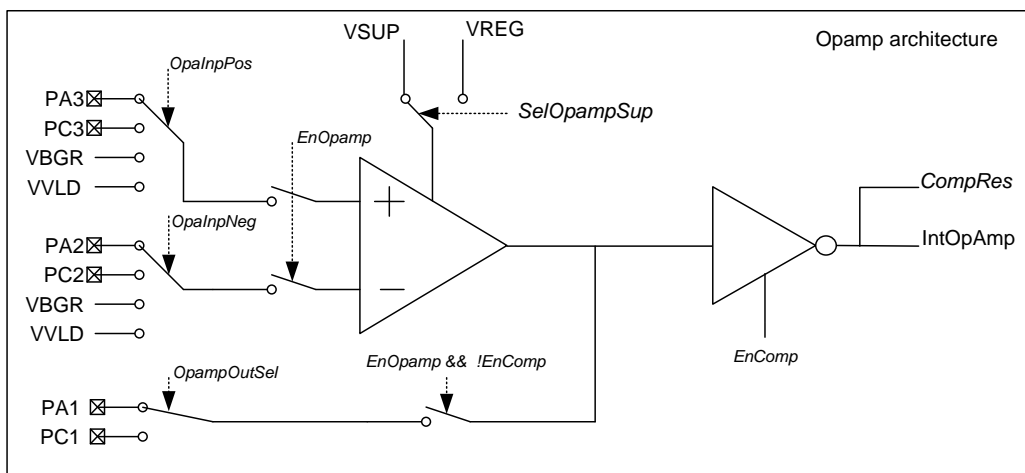 Opamp architecture
VSUP
VREG
OpaInpPos
SelOpampSup
PA3
PC3
VBGR
VVLD
EnOpamp
CompRes
IntOpAmp
OpaInpNeg
PA2
PC2
VBGR
VVLD
EnComp
OpampOutSel
EnOpamp && !EnComp
PA1
PC1